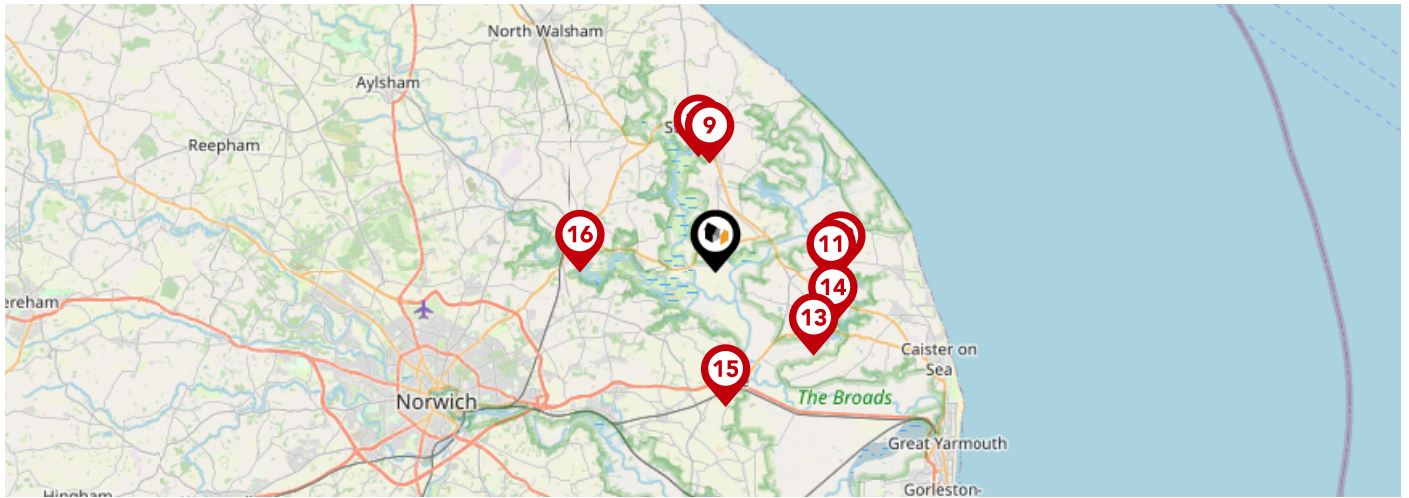 North Walsham
Aylsham
9
Reepham
16
11
14
ereham
13
Caister on
Sea
15
The Broads
Norwich
Great Yarmouth
Hingham
Gorleston-